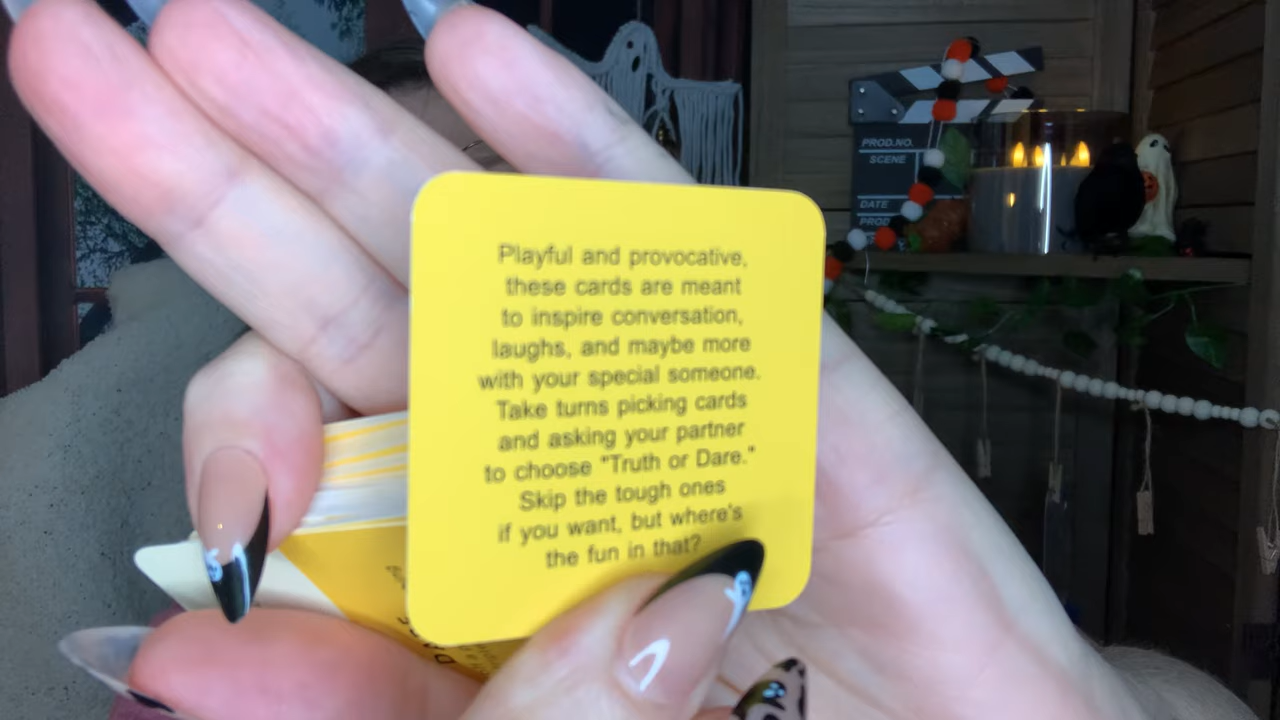 Playful and provocative,
these cards are meant
to inspire conversation,
laughs, and maybe more
with your special someone.
Take turns picking cards
and asking your partner
to choose "Truth or Dare."
Skip the tough ones
if you want, but where's
the fun in that?
PROD.NO.
SCENE
DATE
PROD